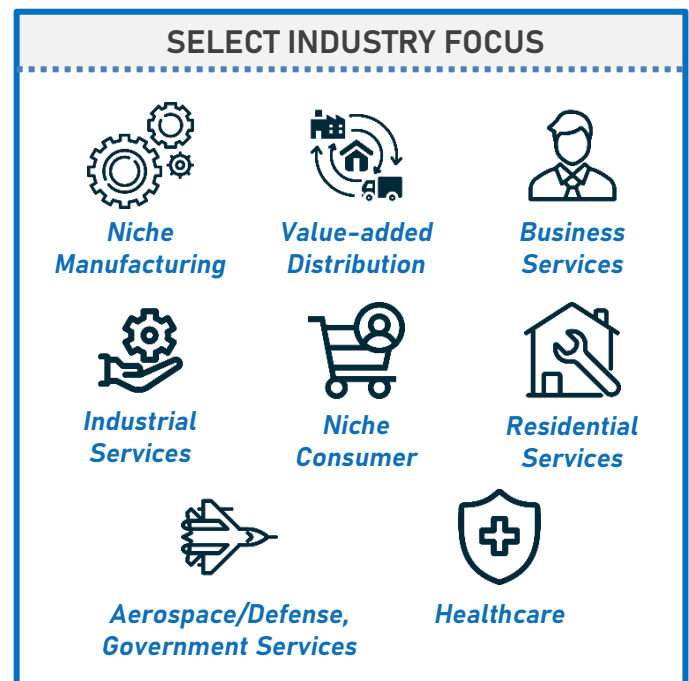 SELECT INDUSTRY FOCUS
Niche
Manufacturing
Value-added
Distribution
Business
Services
Industrial
Services
Niche
Consumer
Residential
Services
Aerospace/Defense,
Government Services
Healthcare